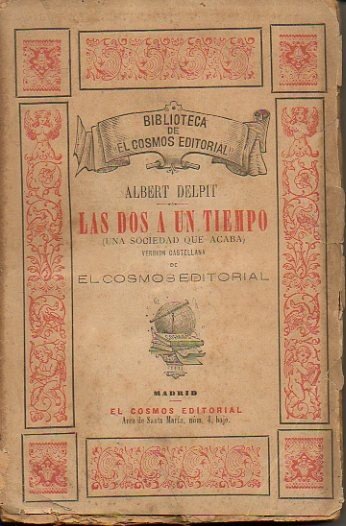 BIBLIOTECA
DE
EL COSMOS EDITORIAL
ALBERT DELPIT
LAS DOS A UN TIEMPO
(UNA SOCIEDAD QUE ACABA)
VERSION CASTELLANA
DE
EL COSMOS EDITORIAL
MADRID
EL COSMOS EDITORIAL
Arco de Santa María, núm. 4, bajo.